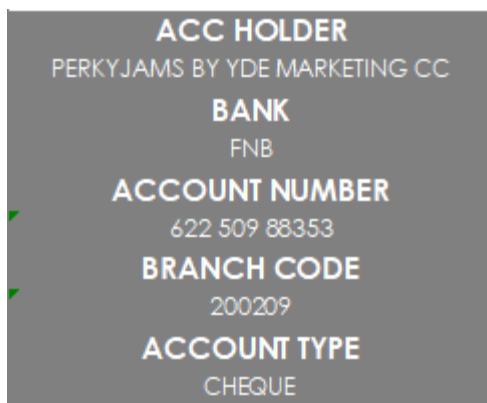 ACC HOLDER
PERKYJAMS BY YDE MARKETING CC
BANK
FNB
ACCOUNT NUMBER
622 509 88353
BRANCH CODE
200209
ACCOUNT TYPE
CHEQUE